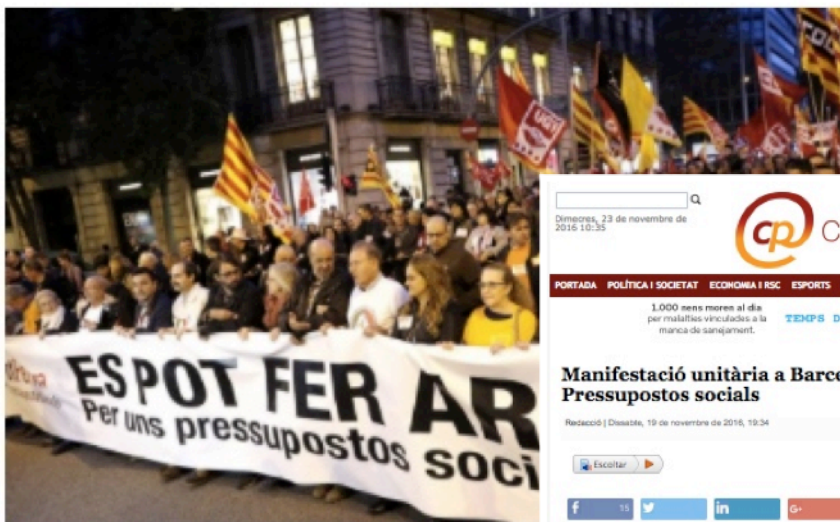 ES POT FER AR
Per uns pressupostos soci
UGT
Dimecres, 23 de novembre de
2016 10:35
cp C
PORTADA POLÍTICA I SOCIETAT ECONOMIA I RSC ESPORTS
1.000 nens moren al dia
per malalties vinculades a la
manca de sanejament.
TEMPS D
Manifestació unitària a Barc
Pressupostos socials
Redacció | Dissabte, 19 de novembre de 2016, 19:34
Escoltar
f 15
in
G+